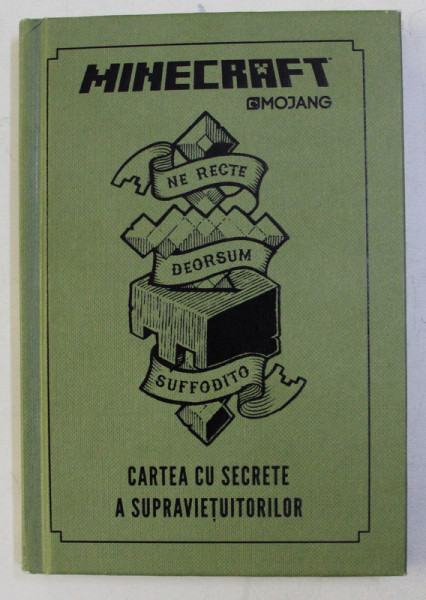 MINECRAFT
MOJANG
NE RECTE
DEORSUM
SUFFODITO
CARTEA CU SECRETE
A SUPRAVIEȚUITORILOR